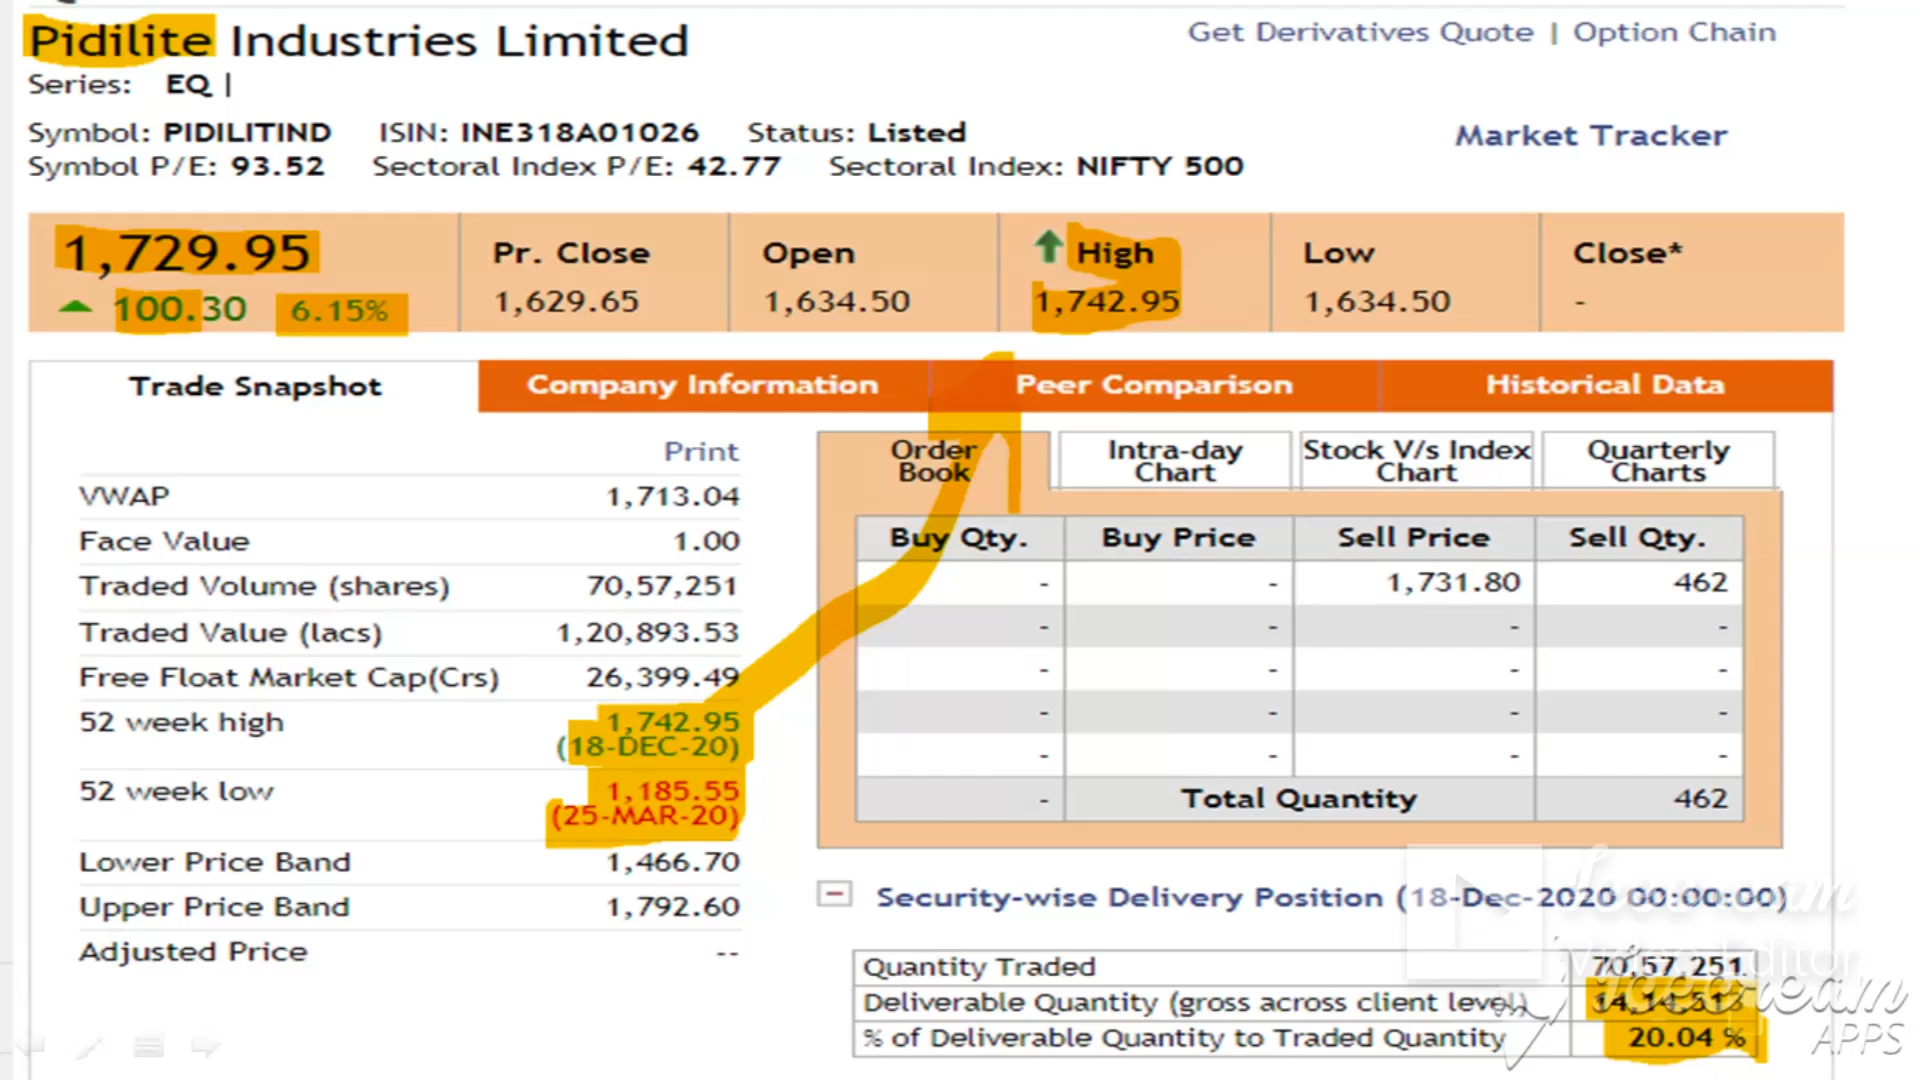 Pidilite Industries Limited
Get Derivatives Quote | Option Chain
Series: EQ |
Symbol: PIDILITIND ISIN: INE318A01026 Status: Listed
Market Tracker
Symbol P/E: 93.52 Sectoral Index P/E: 42.77 Sectoral Index: NIFTY 500
1,729.95
100.30 6.15%
Pr. Close
1,629.65
Open
1,634.50
High
1,742.95
Low
1,634.50
Close*
-
Trade Snapshot Company Information Peer Comparison Historical Data
Print
VWAP 1,713.04
Face Value 1.00
Traded Volume (shares) 70,57,251
Traded Value (lacs) 1,20,893.53
Free Float Market Cap(Crs) 26,399.49
52 week high 1,742.95
(18-DEC-20)
52 week low 1,185.55
(25-MAR-20)
Lower Price Band 1,466.70
Upper Price Band 1,792.60
Adjusted Price --
Order Book
Intra-day Chart
Stock V/s Index Chart
Quarterly Charts
Buy Qty. Buy Price Sell Price Sell Qty.
- - 1,731.80 462
- - - -
- - - -
- - - -
- - - -
- Total Quantity 462
Security-wise Delivery Position (18-Dec-2020 00:00:00)
Quantity Traded 70,57,251
Deliverable Quantity (gross across client level)
% of Deliverable Quantity to Traded Quantity 20.04 %
Icecream
Video Editor
Icecream
APPS